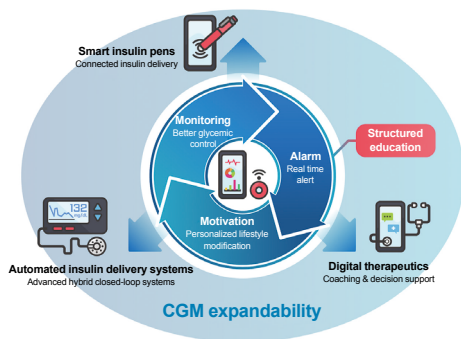 Smart insulin pens
Connected insulin delivery
Monitoring
Better glycemic
control
Alarm
Real time
alert
Structured
education
Motivation
Personalized lifestyle
modification
132
mg/dL
Automated insulin delivery systems
Advanced hybrid closed-loop systems
Digital therapeutics
Coaching & decision support
CGM expandability